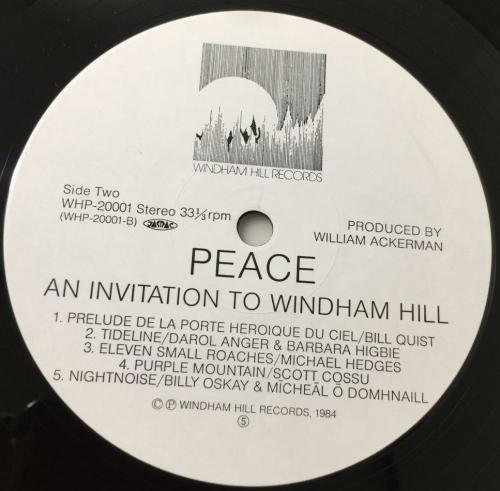 WINDHAM HILL RECORDS
Side Two
WHP-20001 Stereo 33⅓rpm
(WHP-20001-B)
PRODUCED BY
WILLIAM ACKERMAN
PEACE
AN INVITATION TO WINDHAM HILL
1. PRELUDE DE LA PORTE HEROIQUE DU CIEL/BILL QUIST
2. TIDELINE/DAROL ANGER & BARBARA HIGBIE
3. ELEVEN SMALL ROACHES/MICHAEL HEDGES
4. PURPLE MOUNTAIN/SCOTT COSSU
5. NIGHTNOISE/BILLY OSKAY & MÍCHEÁL Ó DOMHNAILL
© ℗ WINDHAM HILL RECORDS, 1984
⑤